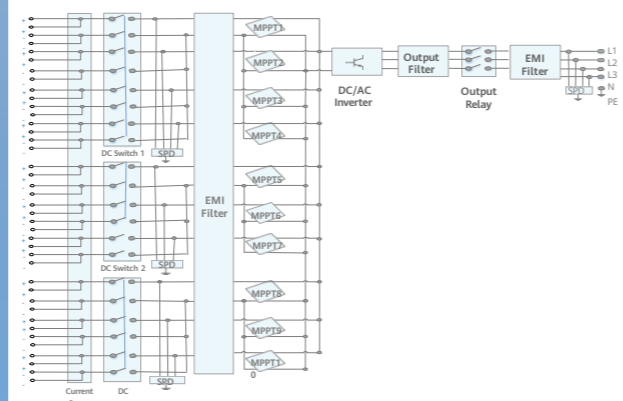 MPPT1
MPPT2
MPPT3
MPPT4
DC Switch 1
SPD
MPPT5
MPPT6
MPPT7
DC Switch 2
SPD
MPPT8
MPPT9
MPPT1
0
SPD
Current
DC
EMI
Filter
DC/AC
Inverter
Output
Filter
Output
Relay
EMI
Filter
SPD
L1
L2
L3
N
PE